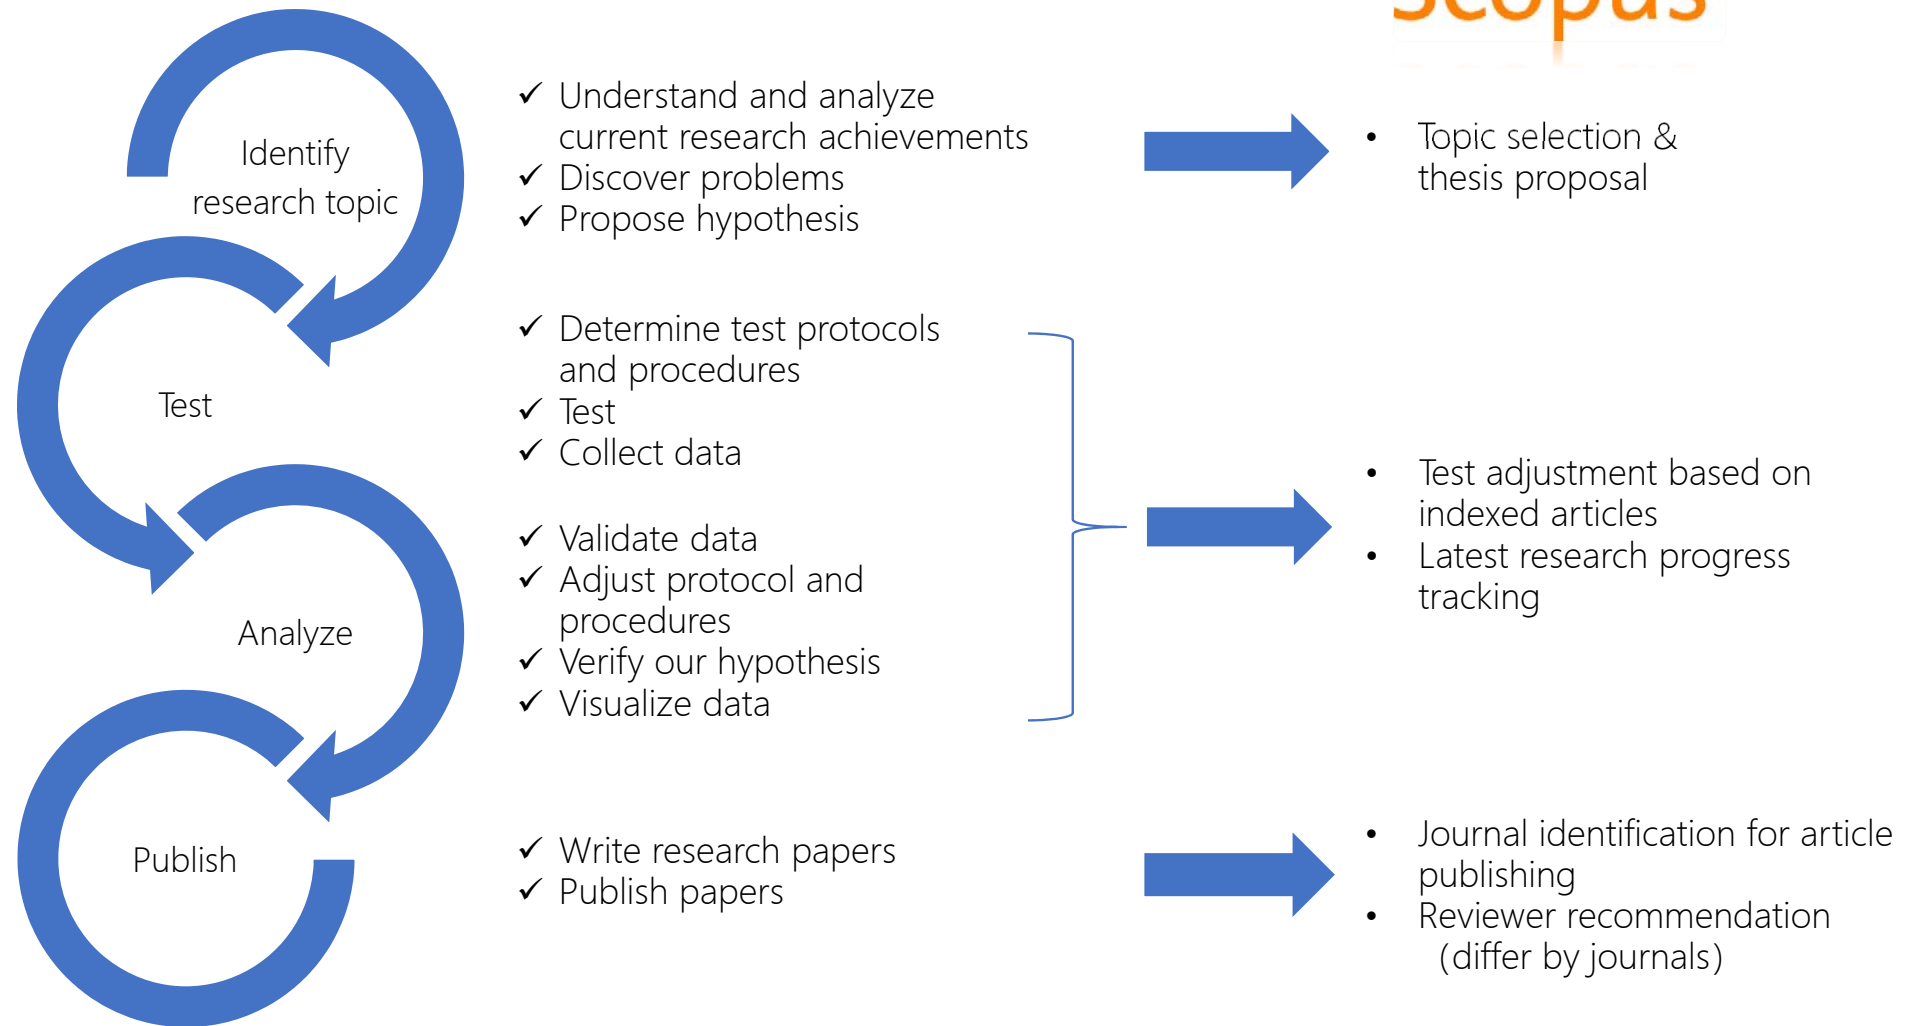 Scopus
Identify
research topic
✓ Understand and analyze
current research achievements
✓ Discover problems
✓ Propose hypothesis
• Topic selection &
thesis proposal
Test
✓ Determine test protocols
and procedures
✓ Test
✓ Collect data
Analyze
✓ Validate data
✓ Adjust protocol and
procedures
✓ Verify our hypothesis
✓ Visualize data
• Test adjustment based on
indexed articles
• Latest research progress
tracking
Publish
✓ Write research papers
✓ Publish papers
• Journal identification for article
publishing
• Reviewer recommendation
(differ by journals)